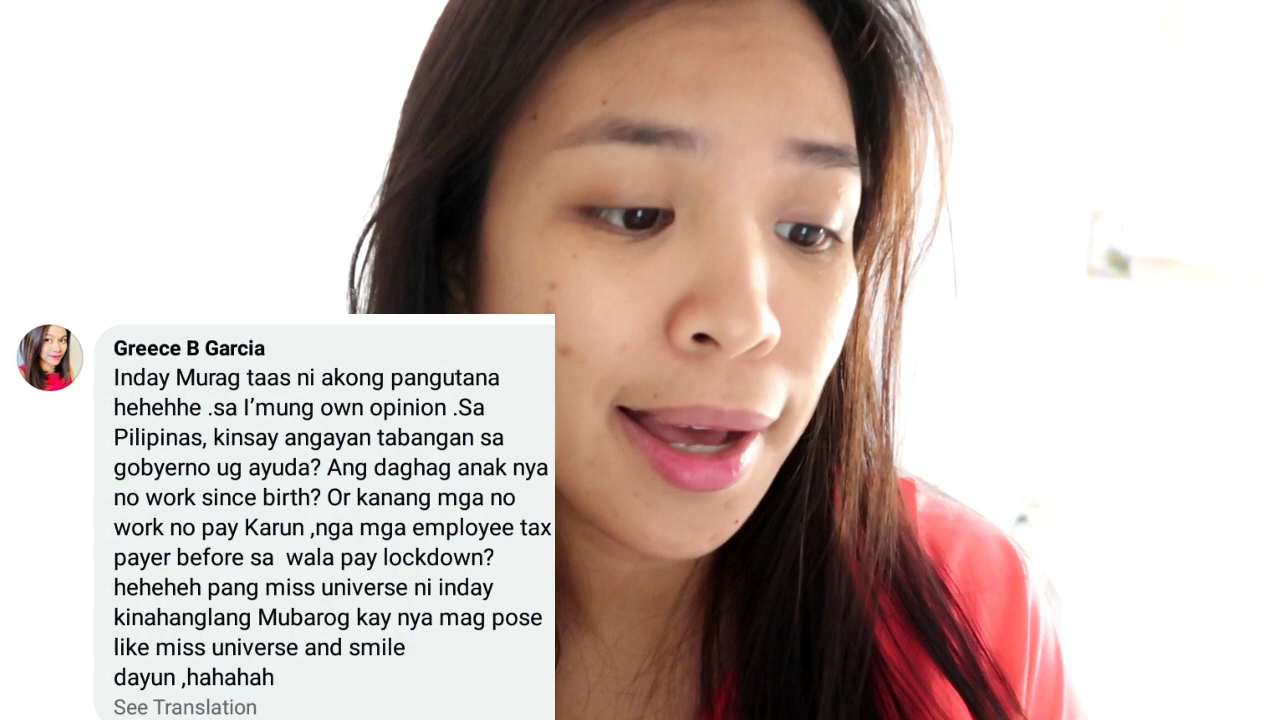 Greece B Garcia
Inday Murag taas ni akong pangutana
hehehhe .sa I'mung own opinion .Sa
Pilipinas, kinsay angayan tabangan sa
gobyerno ug ayuda? Ang daghag anak nya
no work since birth? Or kanang mga no
work no pay Karun ,nga mga employee tax
payer before sa  wala pay lockdown?
heheheh pang miss universe ni inday
kinahanglang Mubarog kay nya mag pose
like miss universe and smile
dayun ,hahahah
See Translation